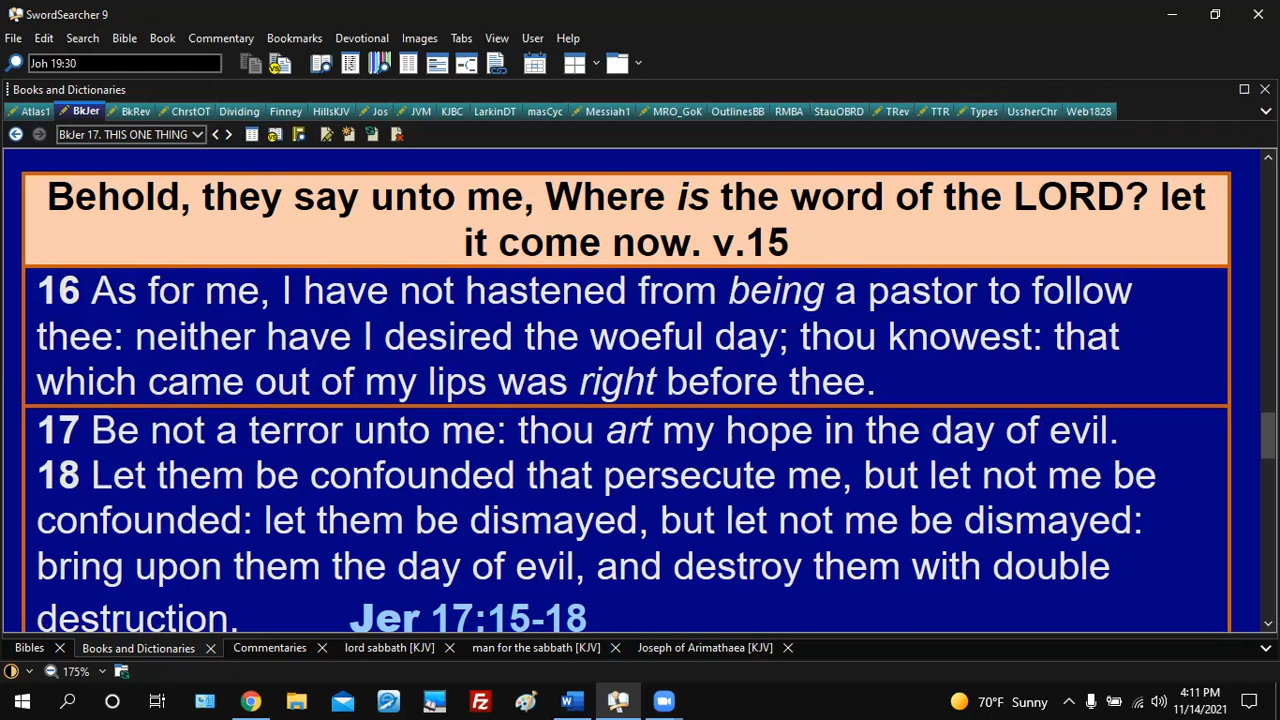 SwordSearcher 9
File Edit Search Bible Book Commentary Bookmarks Devotional Images Tabs View User Help
Joh 19:30
Books and Dictionaries
Atlas1 BkJer BkRev ChrstOT Dividing Finney HillsKJV Jos JVM KJBC LarkinDT masCyc Messiah1 MRO_GoK OutlinesBB RMBA StauOBRD TRev TTR Types UssherChr Web1828
BkJer 17. THIS ONE THING
Behold, they say unto me, Where is the word of the LORD? let
it come now. v.15
16 As for me, I have not hastened from being a pastor to follow
thee: neither have I desired the woeful day; thou knowest: that
which came out of my lips was right before thee.
17 Be not a terror unto me: thou art my hope in the day of evil.
18 Let them be confounded that persecute me, but let not me be
confounded: let them be dismayed, but let not me be dismayed:
bring upon them the day of evil, and destroy them with double
destruction. Jer 17:15-18
Bibles Books and Dictionaries Commentaries lord sabbath [KJV] man for the sabbath [KJV] Joseph of Arimathaea [KJV]
175%
70°F Sunny
4:11 PM
11/14/2021